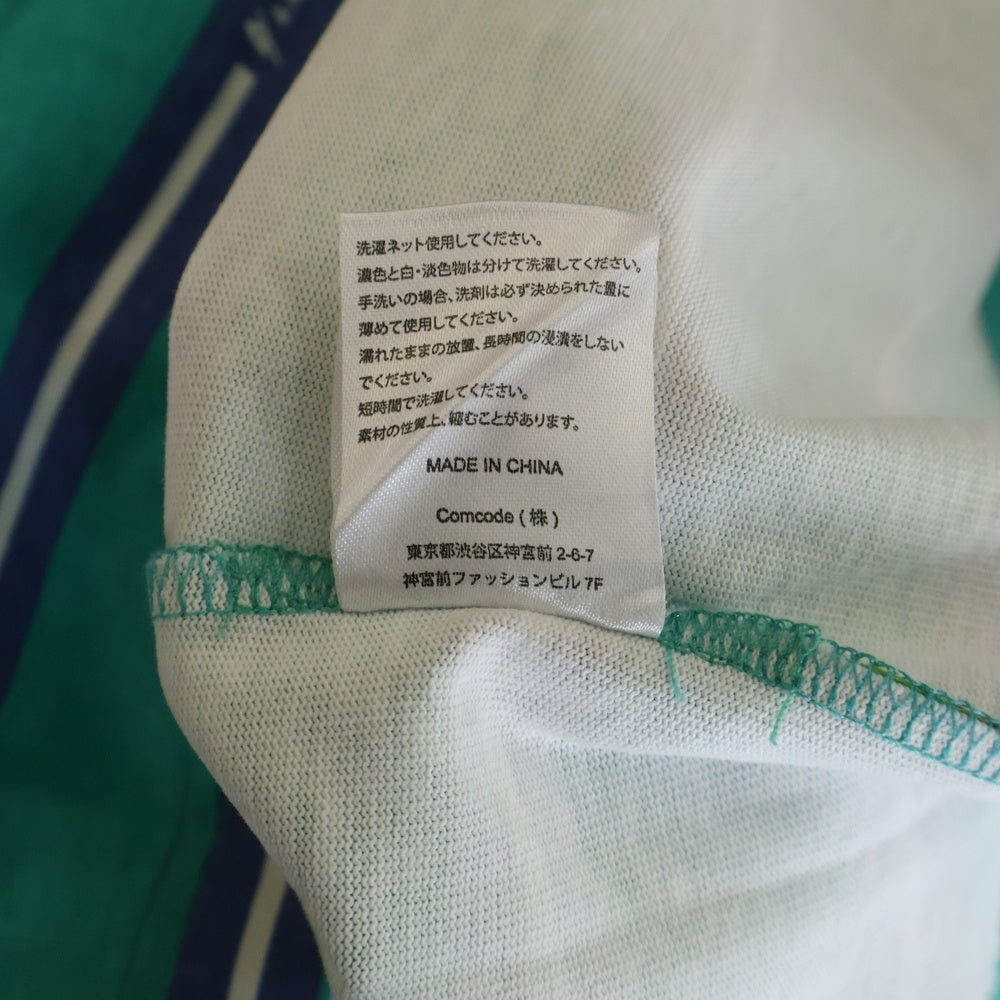 洗濯ネット使用してください。
濃色と白・淡色物は分けて洗濯してください。
手洗いの場合、洗剤は必ず決められた量に
薄めて使用してください。
濡れたままの放置、長時間の浸漬をしない
でください。
短時間で洗濯してください。
素材の性質上、縮むことがあります。
MADE IN CHINA
Comcode (株)
東京都渋谷区神宮前 2-6-7
神宮前ファッションビル 7F